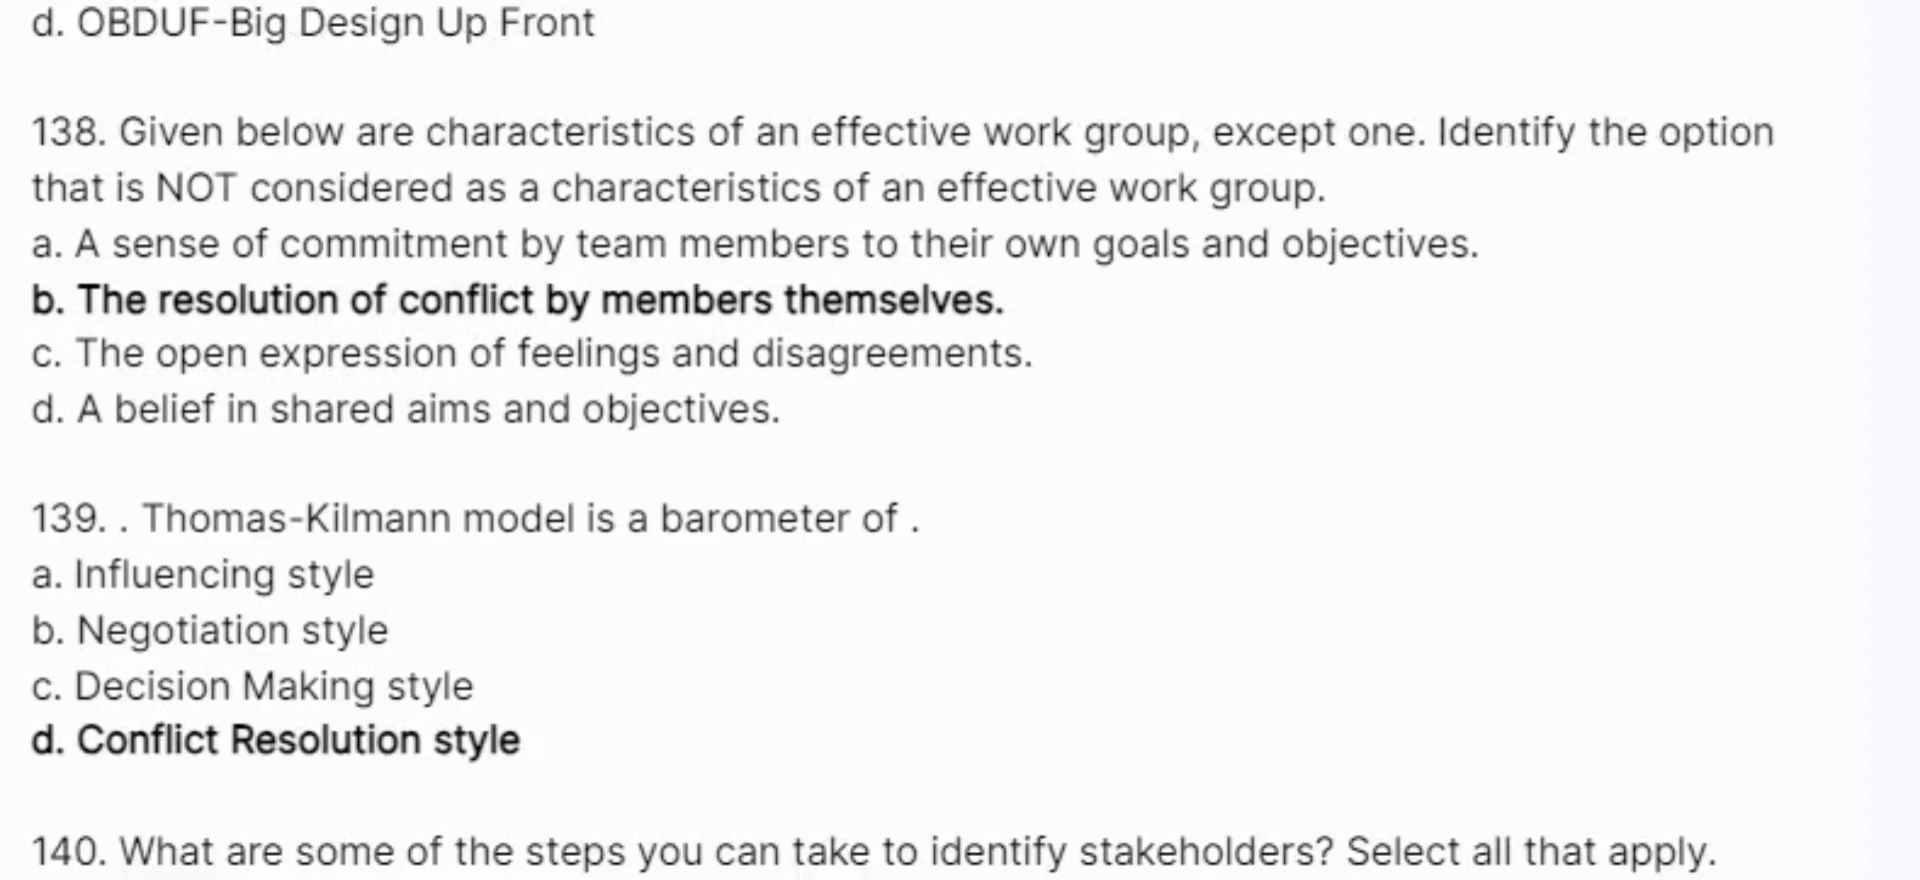 d. OBDUF-Big Design Up Front
138. Given below are characteristics of an effective work group, except one. Identify the option
that is NOT considered as a characteristics of an effective work group.
a. A sense of commitment by team members to their own goals and objectives.
b. The resolution of conflict by members themselves.
c. The open expression of feelings and disagreements.
d. A belief in shared aims and objectives.
139. . Thomas-Kilmann model is a barometer of .
a. Influencing style
b. Negotiation style
c. Decision Making style
d. Conflict Resolution style
140. What are some of the steps you can take to identify stakeholders? Select all that apply.